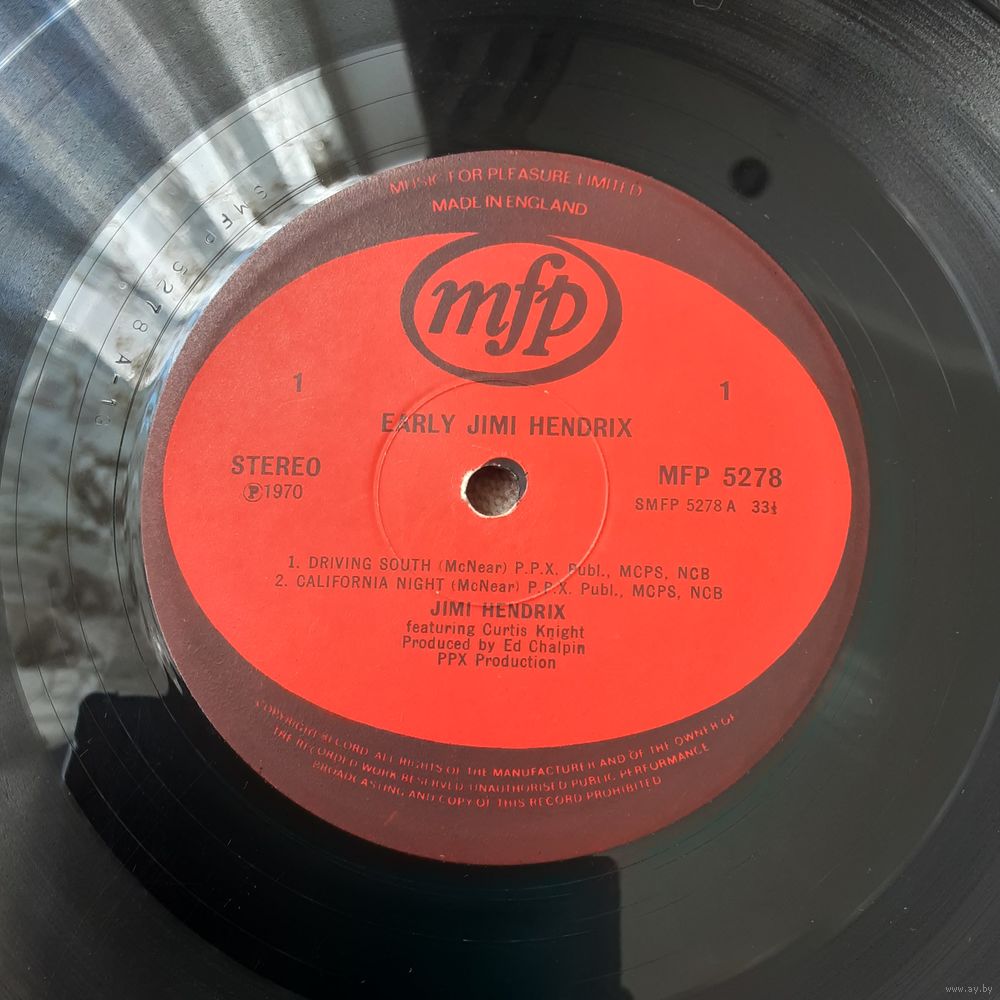 MUSIC FOR PLEASURE LIMITED
MADE IN ENGLAND
mfp
1
1
EARLY JIMI HENDRIX
STEREO
Ⓟ1970
MFP 5278
SMFP 5278 A 33⅓
1. DRIVING SOUTH (McNear) P.P.X. Publ., MCPS, NCB
2. CALIFORNIA NIGHT (McNear) P.P.X. Publ., MCPS, NCB
JIMI HENDRIX
featuring Curtis Knight
Produced by Ed Chalpin
PPX Production
COPYRIGHT RECORD ALL RIGHTS OF THE MANUFACTURER AND OF THE OWNER OF
THE RECORDED WORK RESERVED UNAUTHORISED PUBLIC PERFORMANCE
BROADCASTING AND COPY OF THIS RECORD PROHIBITED
SMFP 5278 A-1G
www.ay.by